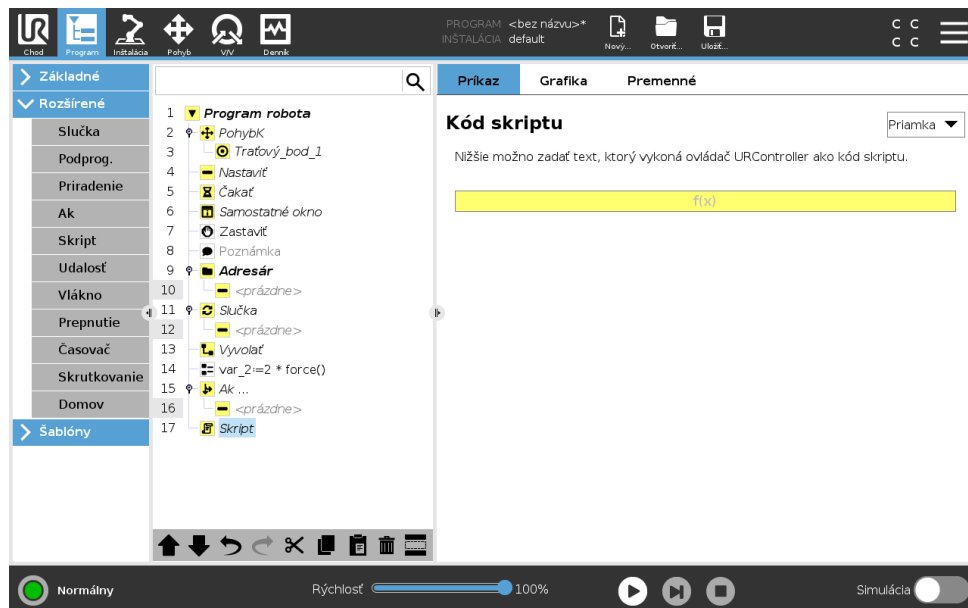 Chod
Program
Inštalácia
Pohyb
V/V
Denník
PROGRAM <bez názvu>*
INŠTALÁCIA default
Nový...
Otvoriť...
Uložiť...
C C
C C
Základné
Rozšírené
Slučka
Podprog.
Priradenie
Ak
Skript
Udalosť
Vlákno
Prepnutie
Časovač
Skrutkovanie
Domov
Šablóny
1 Program robota
2 PohybK
3 Traťový_bod_1
4 Nastaviť
5 Čakať
6 Samostatné okno
7 Zastaviť
8 Poznámka
9 Adresár
10 <prázdne>
11 Slučka
12 <prázdne>
13 Vyvolať
14 var_2≔2 * force()
15 Ak ...
16 <prázdne>
17 Skript
Príkaz
Grafika
Premenné
Kód skriptu
Priamka
Nižšie možno zadať text, ktorý vykoná ovládač URController ako kód skriptu.
f(x)
Normálny
Rýchlosť
100%
Simulácia